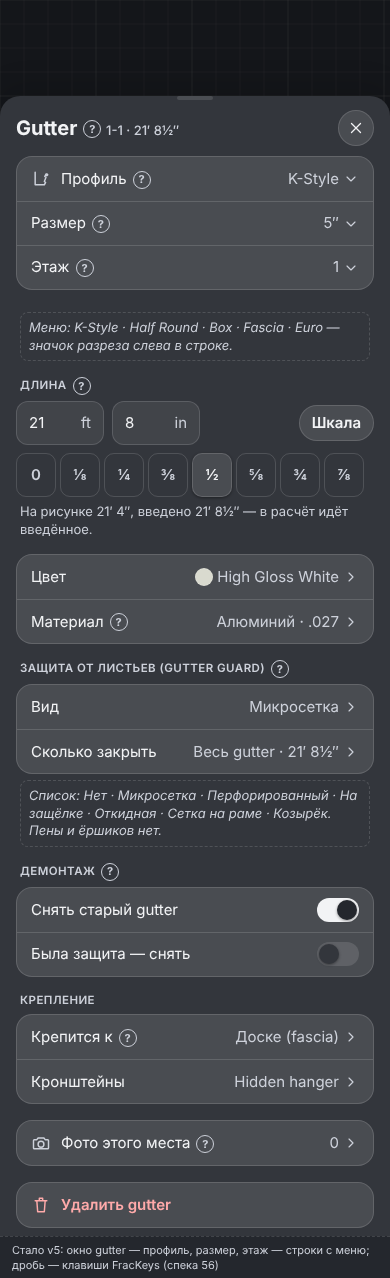 Gutter ? 1-1 · 21′ 8½″
Профиль ? K-Style
Размер ? 5″
Этаж ? 1
Меню: K-Style · Half Round · Box · Fascia · Euro —
значок разреза слева в строке.
ДЛИНА ?
21 ft 8 in Шкала
0 ⅛ ¼ ⅜ ½ ⅝ ¾ ⅞
На рисунке 21′ 4″, введено 21′ 8½″ — в расчёт идёт
введённое.
Цвет High Gloss White
Материал ? Алюминий · .027
ЗАЩИТА ОТ ЛИСТЬЕВ (GUTTER GUARD) ?
Вид Микросетка
Сколько закрыть Весь gutter · 21′ 8½″
Список: Нет · Микросетка · Перфорированный · На
защёлке · Откидная · Сетка на раме · Козырёк.
Пены и ёршиков нет.
ДЕМОНТАЖ ?
Снять старый gutter
Была защита — снять
КРЕПЛЕНИЕ
Крепится к ? Доске (fascia)
Кронштейны Hidden hanger
Фото этого места ? 0
Удалить gutter
Стало v5: окно gutter — профиль, размер, этаж — строки с меню;
дробь — клавиши FracKeys (спека 56)